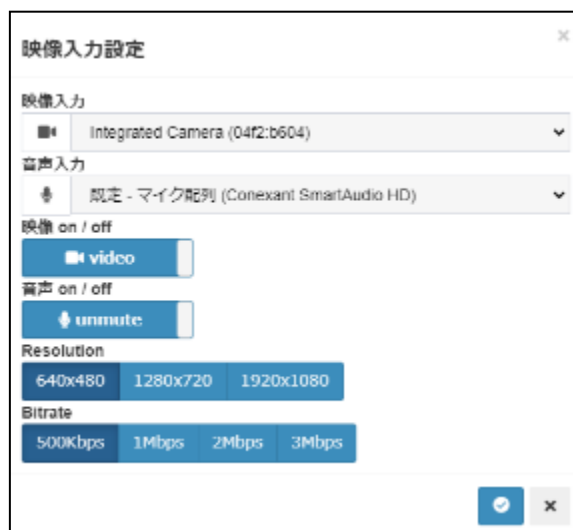 映像入力設定
映像入力
Integrated Camera (04f2:b604)
音声入力
既定 - マイク配列 (Conexant SmartAudio HD)
映像 on / off
video
音声 on / off
unmute
Resolution
640x480 1280x720 1920x1080
Bitrate
500Kbps 1Mbps 2Mbps 3Mbps